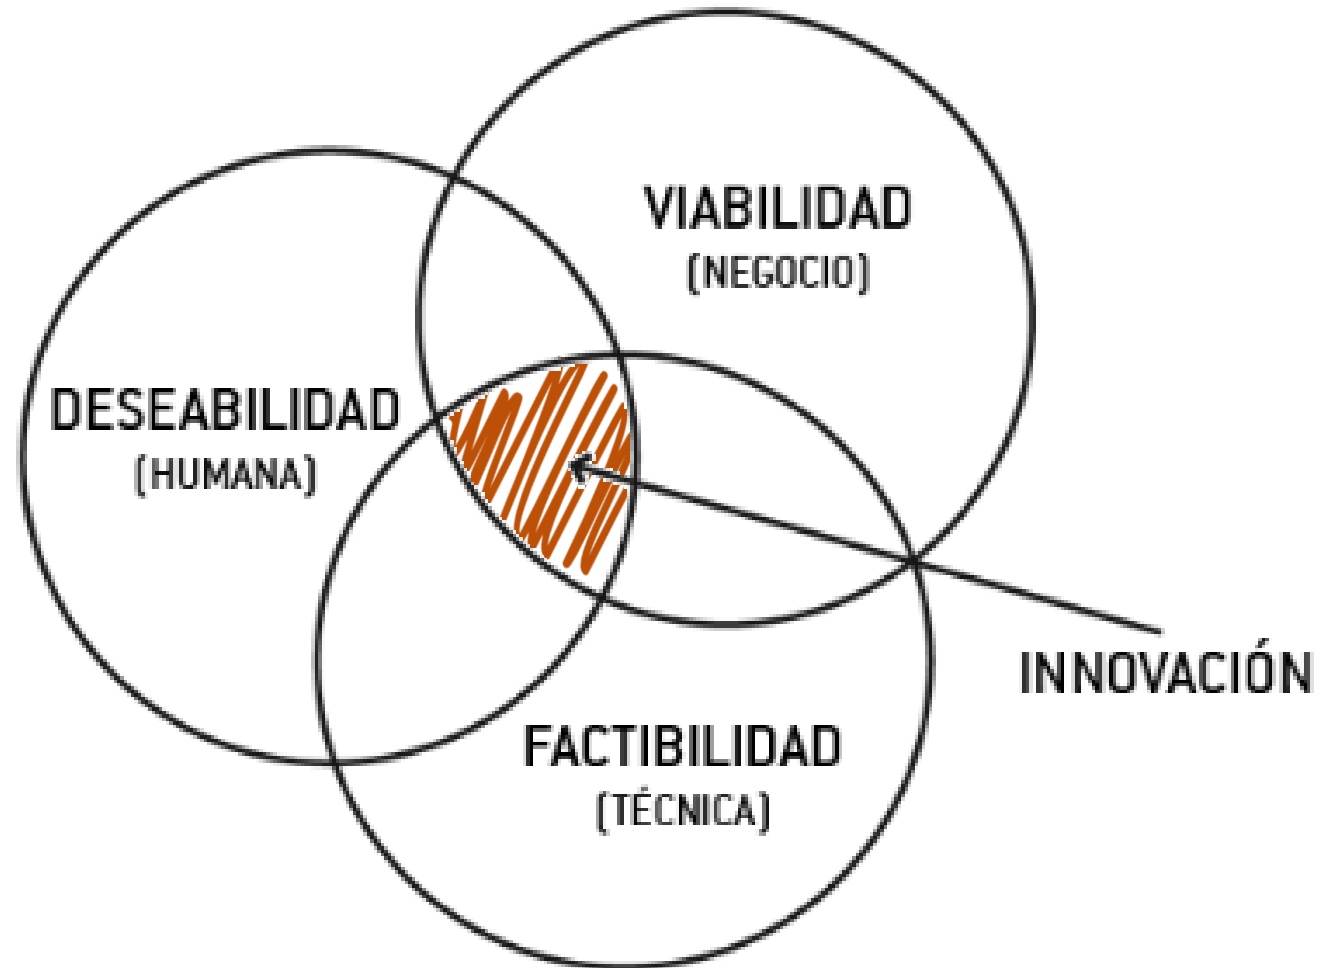 VIABILIDAD
(NEGOCIO)
DESEABILIDAD
(HUMANA)
INNOVACIÓN
FACTIBILIDAD
(TÉCNICA)